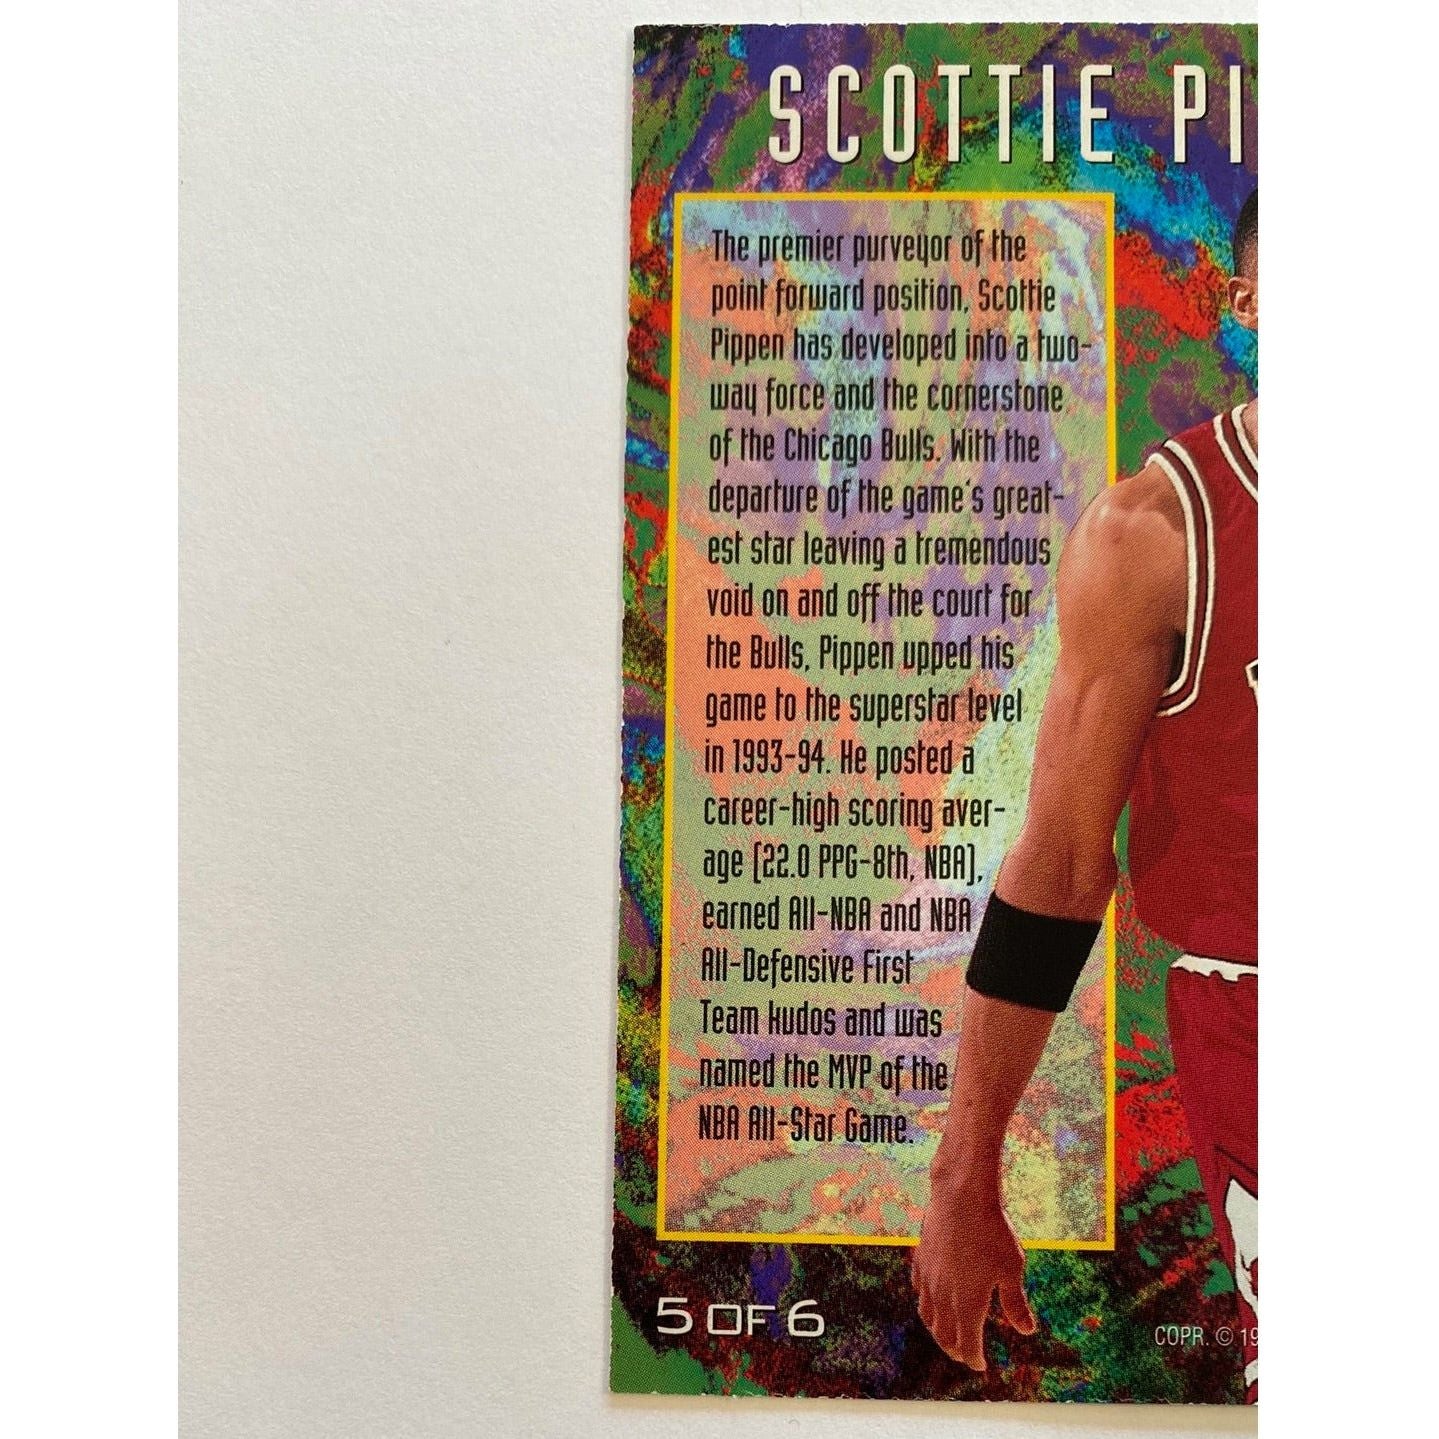 SCOTTIE PI
The premier purveyor of the
point forward position, Scottie
Pippen has developed into a two-
way force and the cornerstone
of the Chicago Bulls. With the
departure of the game's great-
est star leaving a tremendous
void on and off the court for
the Bulls, Pippen upped his
game to the superstar level
in 1993-94. He posted a
career-high scoring aver-
age (22.0 PPG-8th, NBA),
earned All-NBA and NBA
All-Defensive First
Team kudos and was
named the MVP of the
NBA All-Star Game.
5 OF 6
COPR. © 19